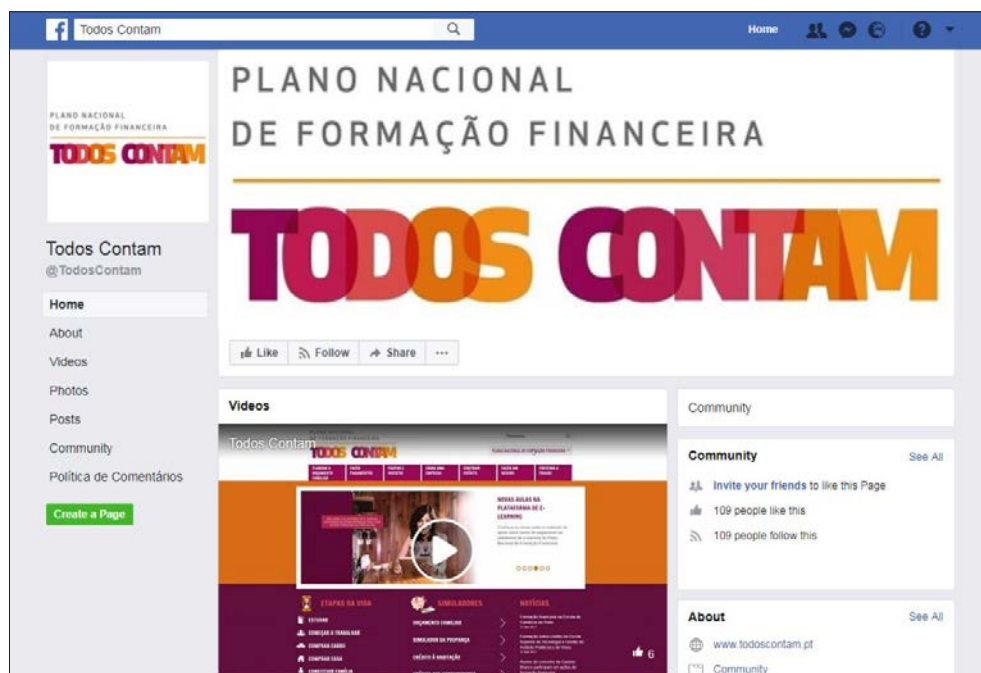 Todos Contam
Home
PLANO NACIONAL
DE FORMAÇÃO FINANCEIRA
TODOS CONTAM
PLANO NACIONAL
DE FORMAÇÃO FINANCEIRA
TODOS CONTAM
Todos Contam
@TodosContam
Home
About
Videos
Photos
Posts
Community
Política de Comentários
Create a Page
Like
Follow
Share
Videos
Todos Contam
TODOS CONTAM
NOVAS AULAS NA
PLATAFORMA DE E-
LEARNING
ETAPAS DA VIDA
ESTUDAR
COMEÇAR A TRABALHAR
COMPRAR CARRO
COMPRAR CASA
CONSTITUIR FAMÍLIA
SIMULADORES
ORÇAMENTO FAMILIAR
SIMULADOR DA POUPANÇA
CRÉDITO À HABITAÇÃO
NOTÍCIAS
6
Community
Community
See All
Invite your friends to like this Page
109 people like this
109 people follow this
About
See All
www.todoscontam.pt
Community